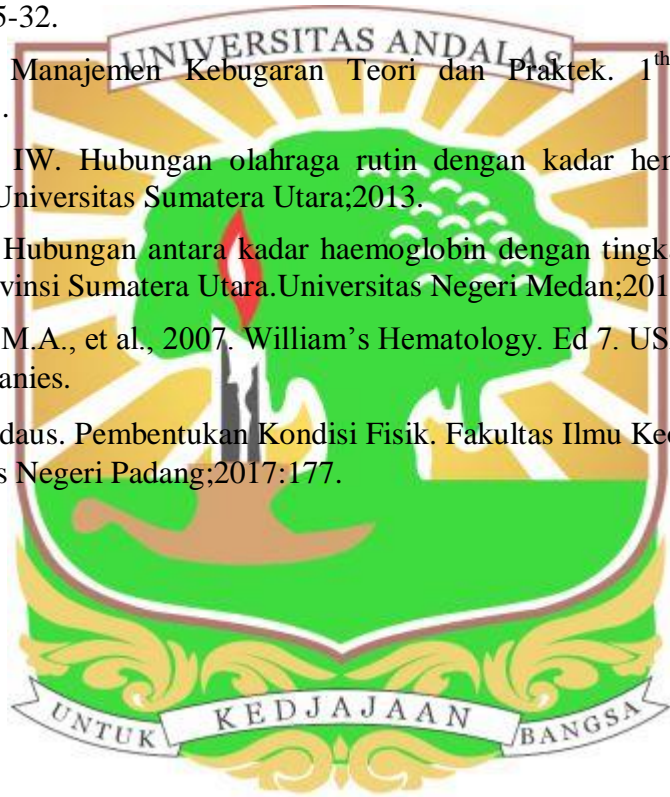 5-32.
UNIVERSITAS ANDALAS
Manajemen Kebugaran Teori dan Praktek. 1th
.
IW. Hubungan olahraga rutin dengan kadar her
Universitas Sumatera Utara;2013.
Hubungan antara kadar haemoglobin dengan tingka
vinsi Sumatera Utara.Universitas Negeri Medan;201
M.A., et al., 2007. William’s Hematology. Ed 7. US
anies.
daus. Pembentukan Kondisi Fisik. Fakultas Ilmu Keo
s Negeri Padang;2017:177.
UNTUK KEDJAJAAN BANGSA